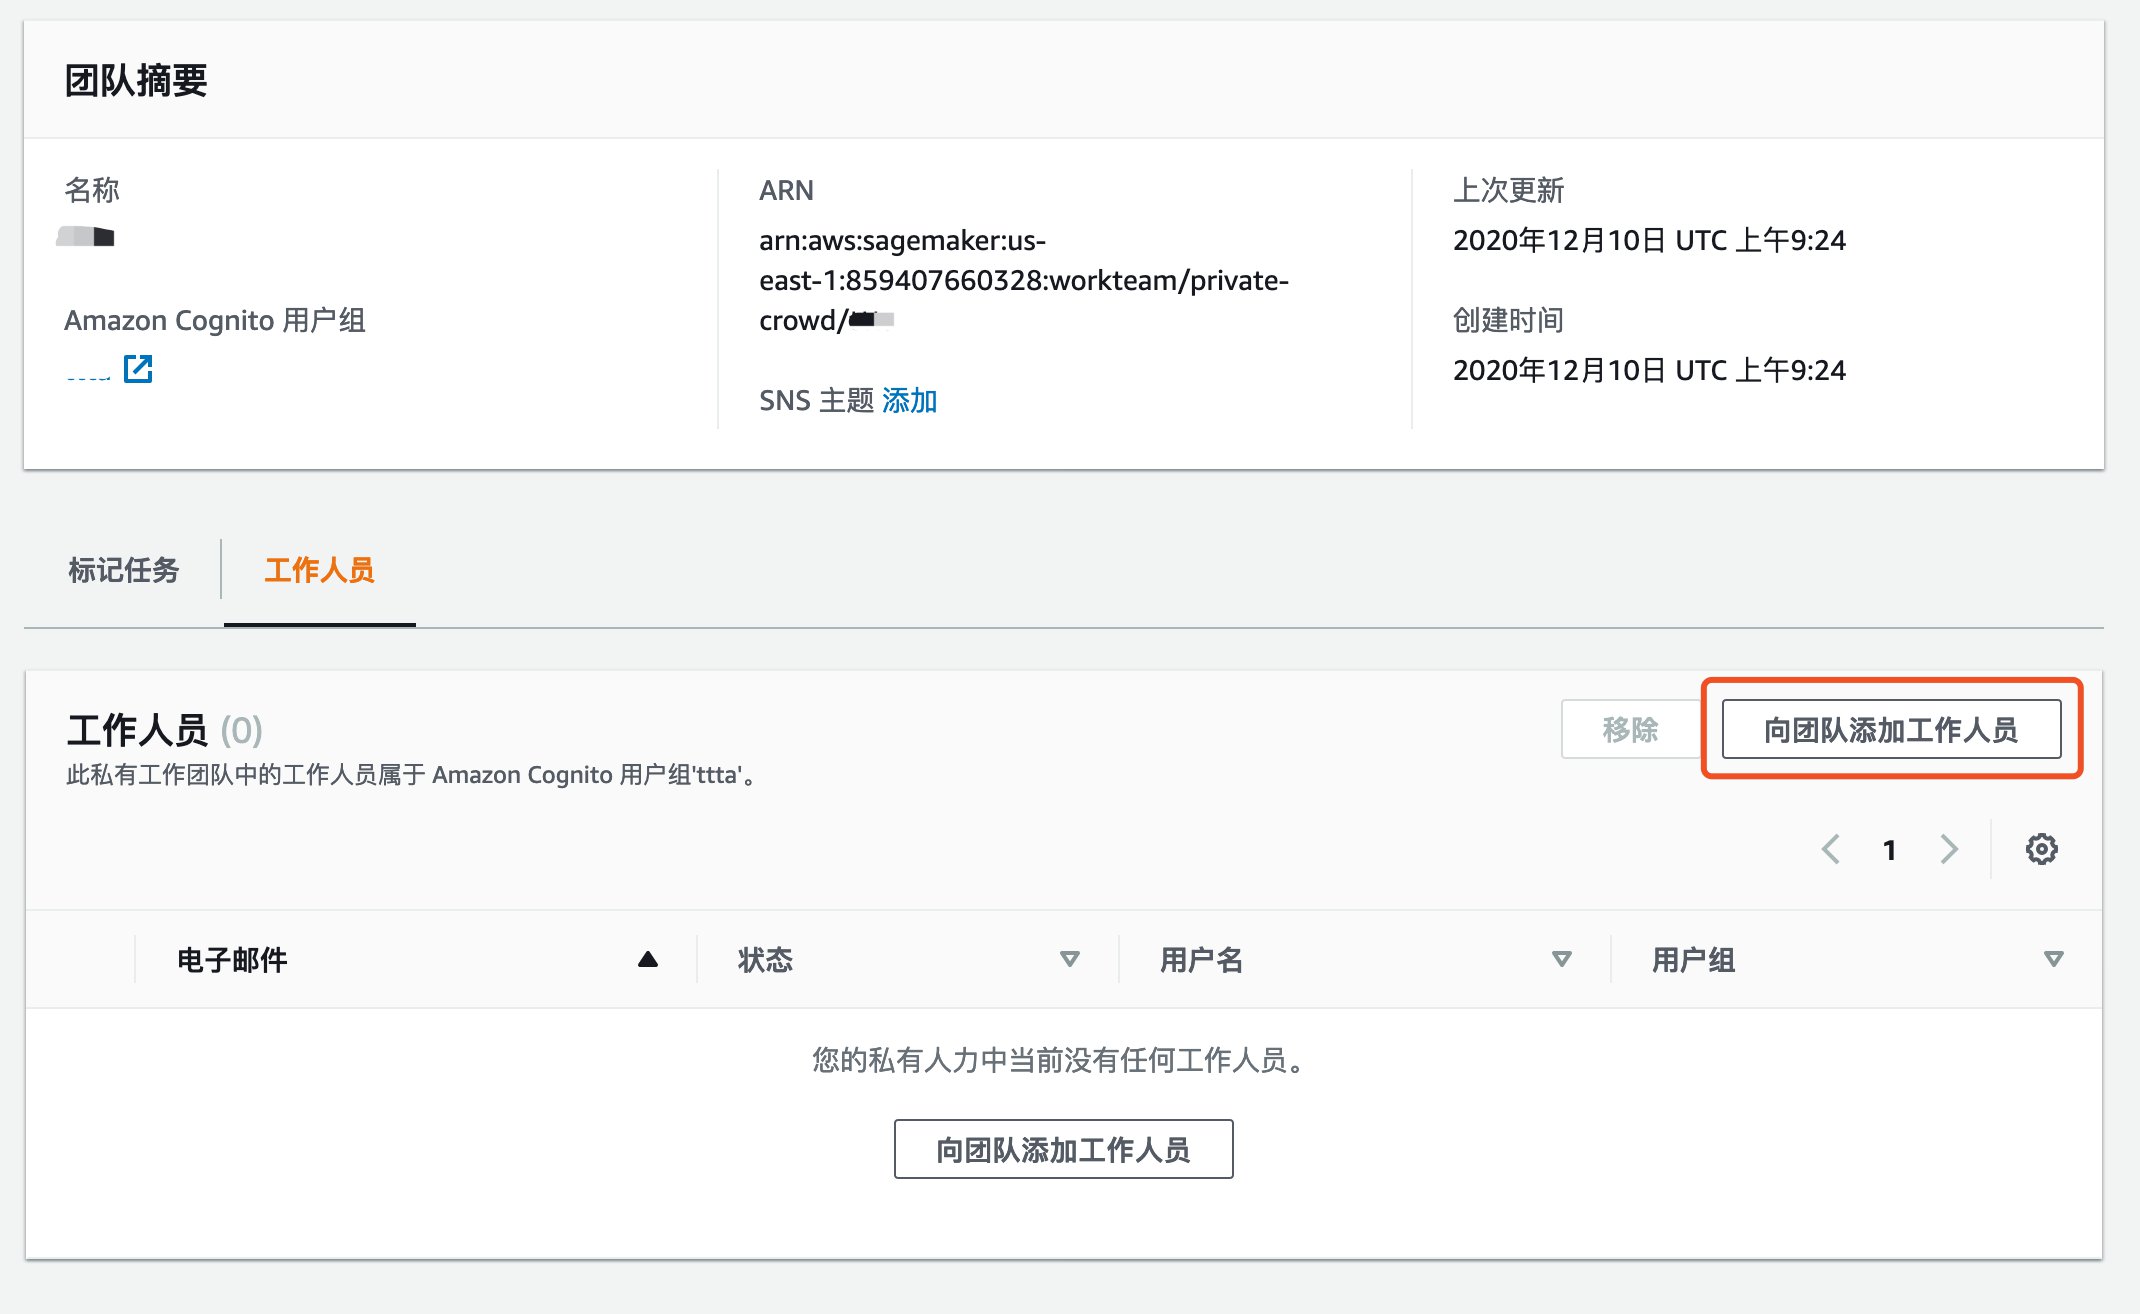 团队摘要
名称
Amazon Cognito 用户组
ARN
arn:aws:sagemaker:us-
east-1:859407660328:workteam/private-
crowd/
SNS 主题 添加
上次更新
2020年12月10日 UTC 上午9:24
创建时间
2020年12月10日 UTC 上午9:24
标记任务
工作人员
工作人员 (0)
此私有工作团队中的工作人员属于 Amazon Cognito 用户组'ttta'。
移除
向团队添加工作人员
1
电子邮件
状态
用户名
用户组
您的私有人力中当前没有任何工作人员。
向团队添加工作人员